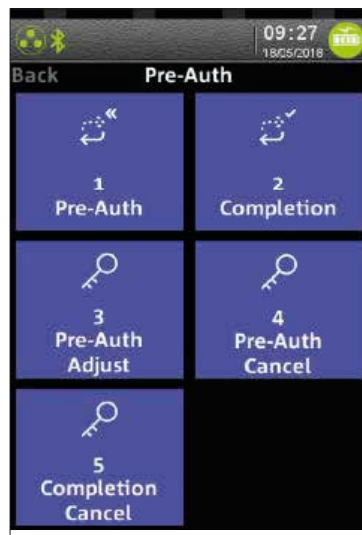 09:27
18/05/2018
Back Pre-Auth
1
Pre-Auth
2
Completion
3
Pre-Auth
Adjust
4
Pre-Auth
Cancel
5
Completion
Cancel